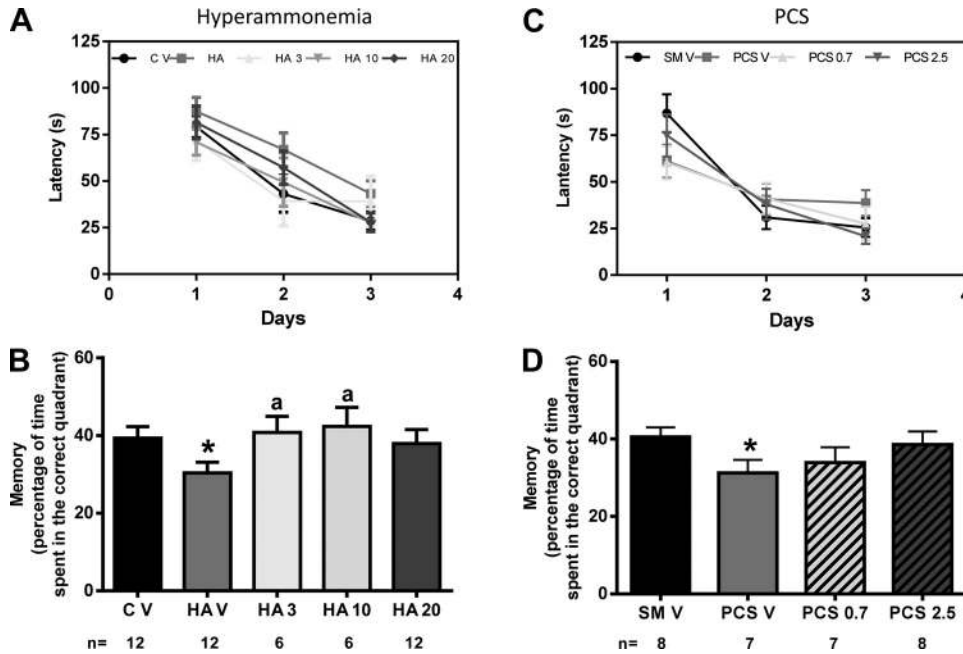 A
Hyperammonemia
C V HA HA 3 HA 10 HA 20
Latency (s)
100
75
50
25
0
0 1 2 3 4
Days
C
PCS
SM V PCS V PCS 0.7 PCS 2.5
Lantency (s)
100
75
50
25
0
1 2 3 4
Days
B
Memory
(percentage of time
spent in the correct quadrant)
60
40
20
0
* a a
C V HA V HA 3 HA 10 HA 20
n= 12 12 6 6 12
D
Memory
(percentage of time
spent in the correct quadrant)
60
40
20
0
*
SM V PCS V PCS 0.7 PCS 2.5
n= 8 7 7 8